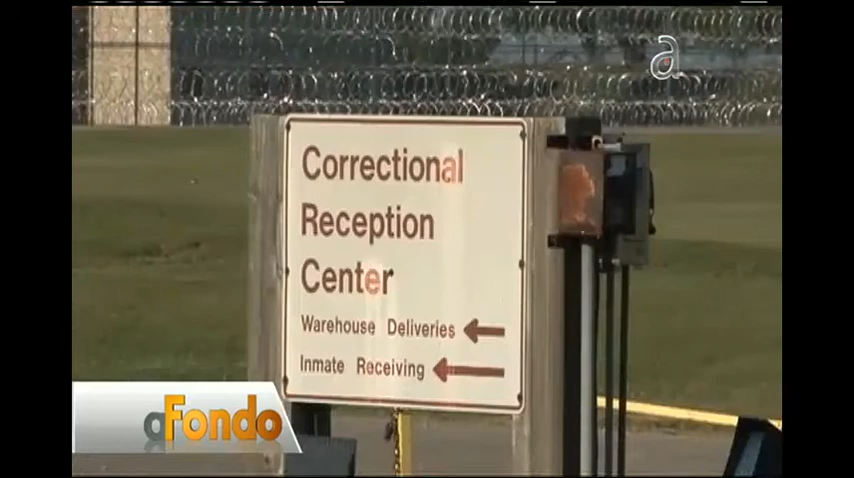 a
Correctional
Reception
Center
Warehouse Deliveries
Inmate Receiving
aFondo